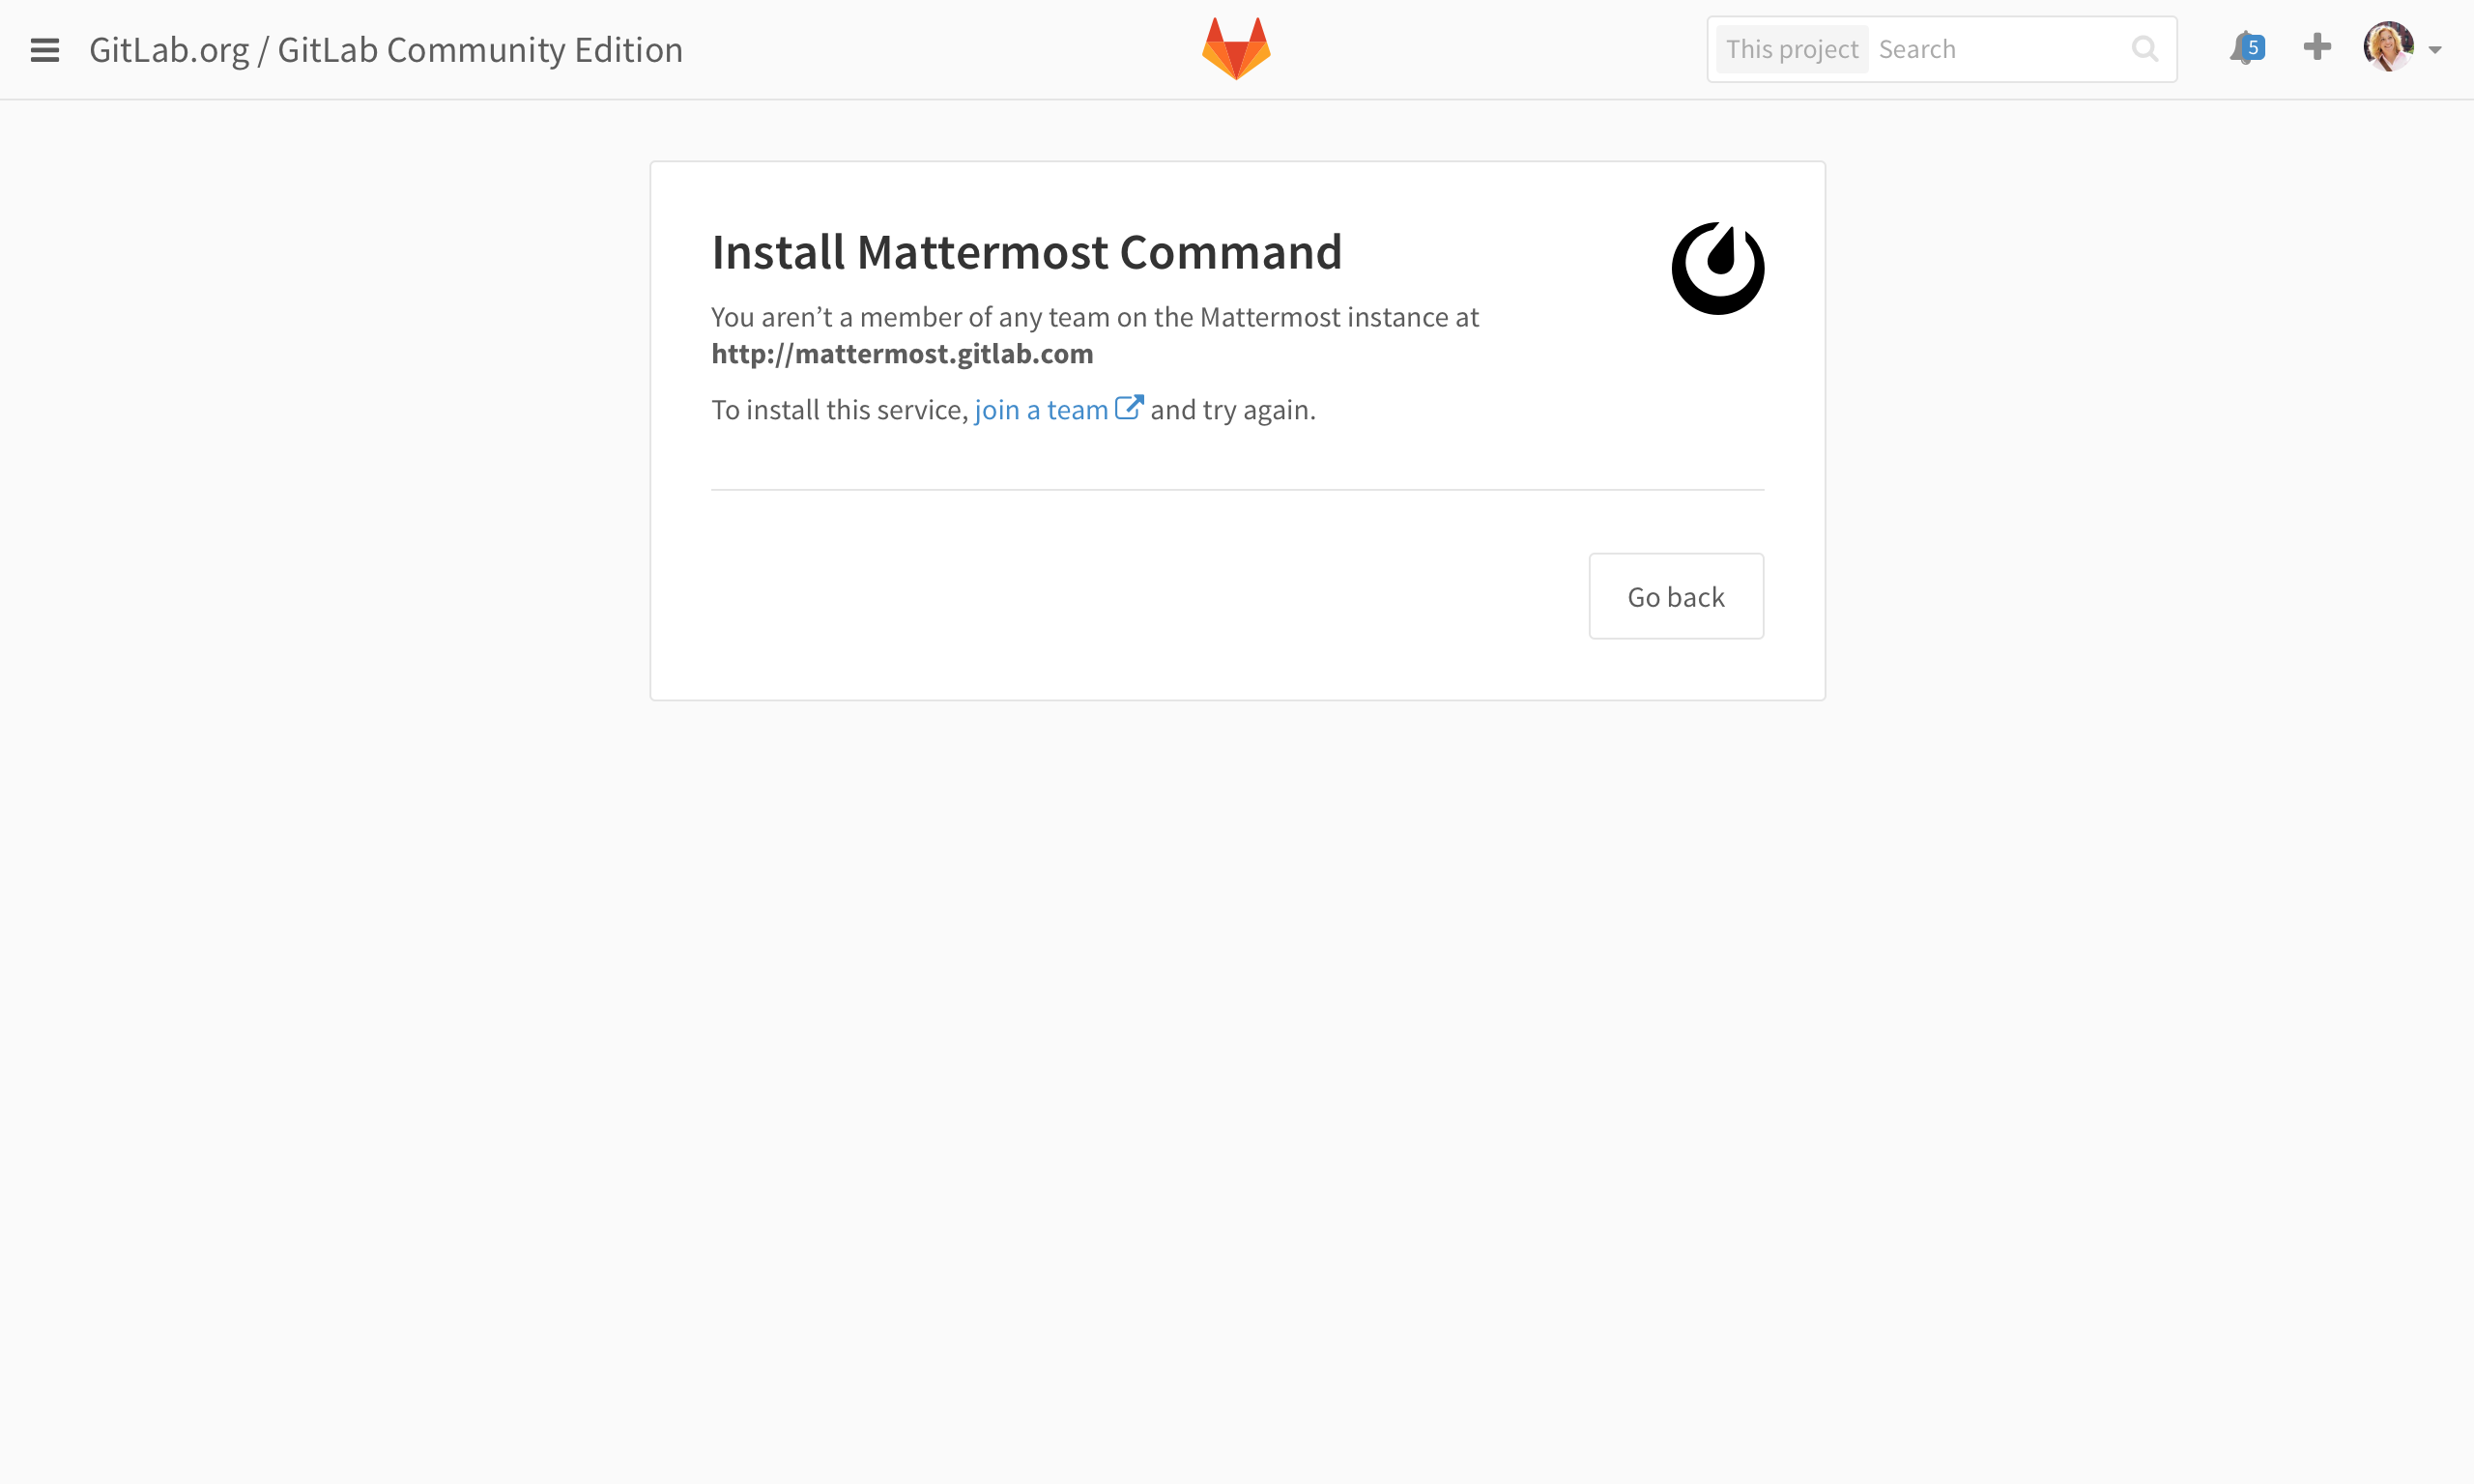 GitLab.org / GitLab Community Edition
This project Search
5
Install Mattermost Command
You aren’t a member of any team on the Mattermost instance at
http://mattermost.gitlab.com
To install this service, join a team and try again.
Go back